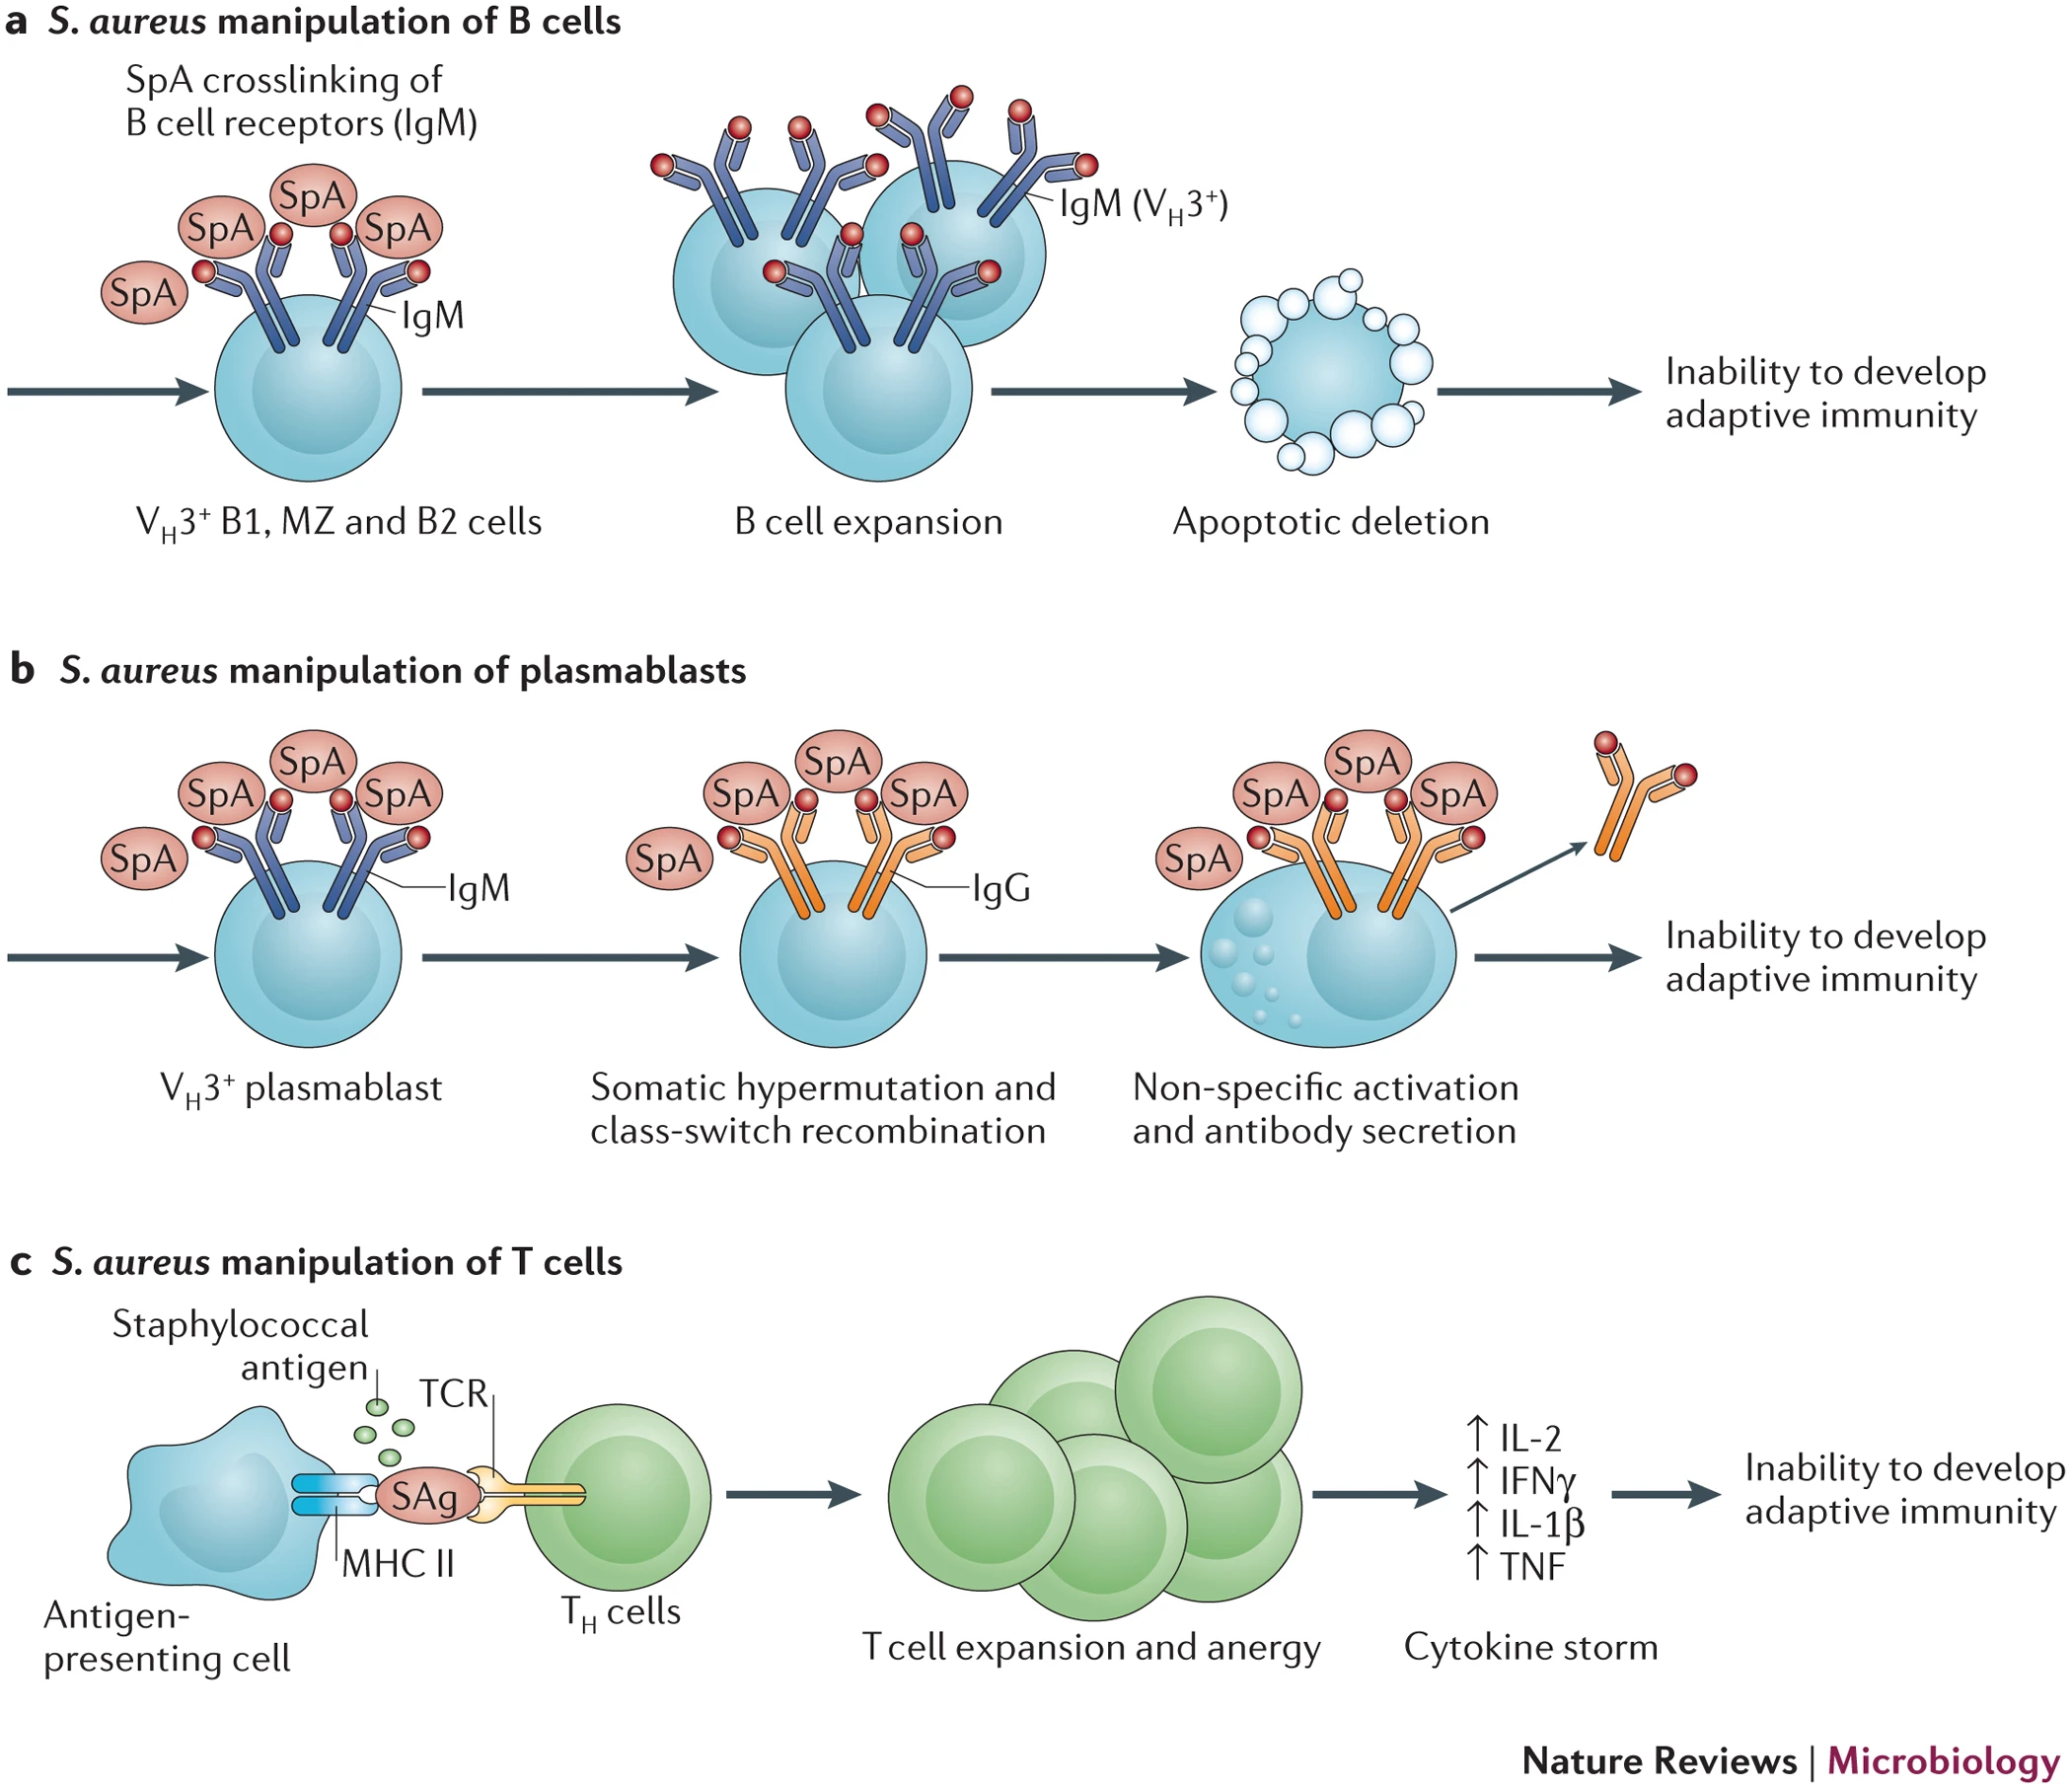 a S. aureus manipulation of B cells
SpA crosslinking of
B cell receptors (IgM)
SpA
SpA
SpA
SpA
IgM
IgM (VH3+)
Inability to develop
adaptive immunity
VH3+ B1, MZ and B2 cells
B cell expansion
Apoptotic deletion
b S. aureus manipulation of plasmablasts
SpA
SpA
SpA
SpA
IgM
SpA
SpA
SpA
SpA
IgG
SpA
SpA
SpA
SpA
Inability to develop
adaptive immunity
VH3+ plasmablast
Somatic hypermutation and
class-switch recombination
Non-specific activation
and antibody secretion
c S. aureus manipulation of T cells
Staphylococcal
antigen
TCR
SAg
MHC II
Antigen-
presenting cell
TH cells
T cell expansion and anergy
↑ IL-2
↑ IFNγ
↑ IL-1β
↑ TNF
Cytokine storm
Inability to develop
adaptive immunity
Nature Reviews | Microbiology